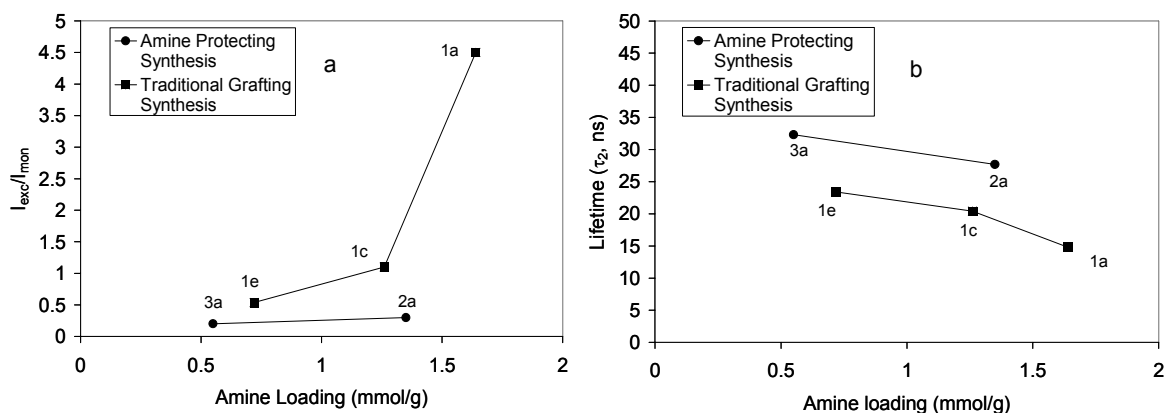 5
4.5
4
3.5
3
2.5
2
1.5
1
0.5
0
I_exc/I_mon
Amine Protecting
Synthesis
Traditional Grafting
Synthesis
a
1a
1c
1e
3a
2a
0 0.5 1 1.5 2
Amine Loading (mmol/g)
50
45
40
35
30
25
20
15
10
5
0
Lifetime (τ₂, ns)
Amine Protecting
Synthesis
Traditional Grafting
Synthesis
b
3a
2a
1e
1c
1a
0 0.5 1 1.5 2
Amine loading (mmol/g)